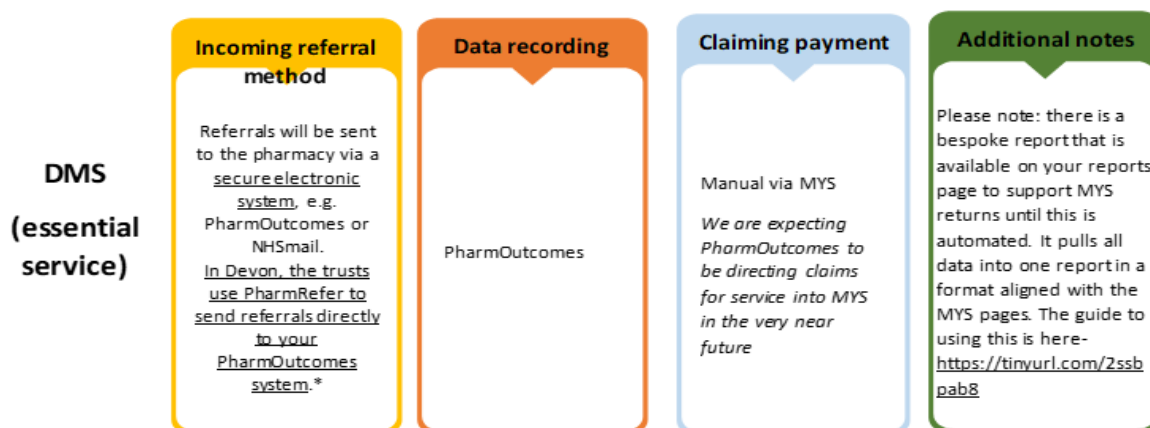 DMS
(essential
service)
Incoming referral
method
Referrals will be sent
to the pharmacy via a
secure electronic
system, e.g.
PharmOutcomes or
NHSmail.
In Devon, the trusts
use PharmRefer to
send referrals directly
to your
PharmOutcomes
system.*
Data recording
PharmOutcomes
Claiming payment
Manual via MYS
We are expecting
PharmOutcomes to
be directing claims
for service into MYS
in the very near
future
Additional notes
Please note: there is a
bespoke report that is
available on your reports
page to support MYS
returns until this is
automated. It pulls all
data into one report in a
format aligned with the
MYS pages. The guide to
using this is here-
https://tinyurl.com/2ssb
pab8